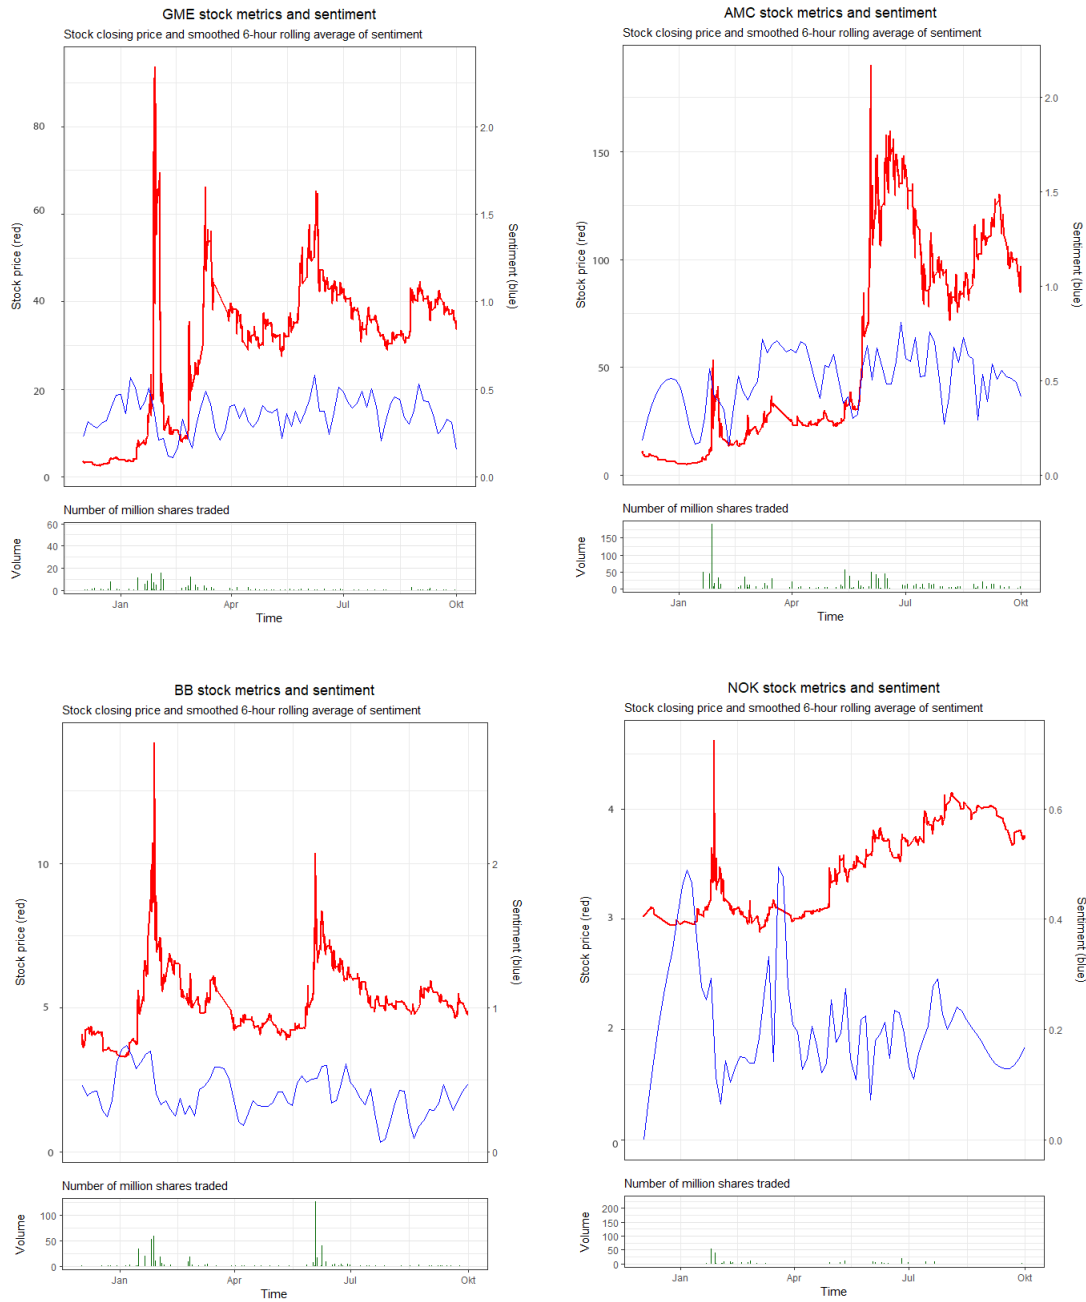 GME stock metrics and sentiment
Stock closing price and smoothed 6-hour rolling average of sentiment
Stock price (red)
80
60
40
20
0
2.0
1.5
1.0
0.5
0.0
Sentiment (blue)
Number of million shares traded
Volume
60
40
20
0
Jan
Apr
Jul
Okt
Time
AMC stock metrics and sentiment
Stock closing price and smoothed 6-hour rolling average of sentiment
Stock price (red)
150
100
50
0
2.0
1.5
1.0
0.5
0.0
Sentiment (blue)
Number of million shares traded
Volume
150
100
50
0
Jan
Apr
Jul
Okt
Time
BB stock metrics and sentiment
Stock closing price and smoothed 6-hour rolling average of sentiment
Stock price (red)
10
5
0
2
1
0
Sentiment (blue)
Number of million shares traded
Volume
100
50
0
Jan
Apr
Jul
Okt
Time
NOK stock metrics and sentiment
Stock closing price and smoothed 6-hour rolling average of sentiment
Stock price (red)
4
3
2
0
0.6
0.4
0.2
0.0
Sentiment (blue)
Number of million shares traded
Volume
200
150
100
50
0
Jan
Apr
Jul
Okt
Time